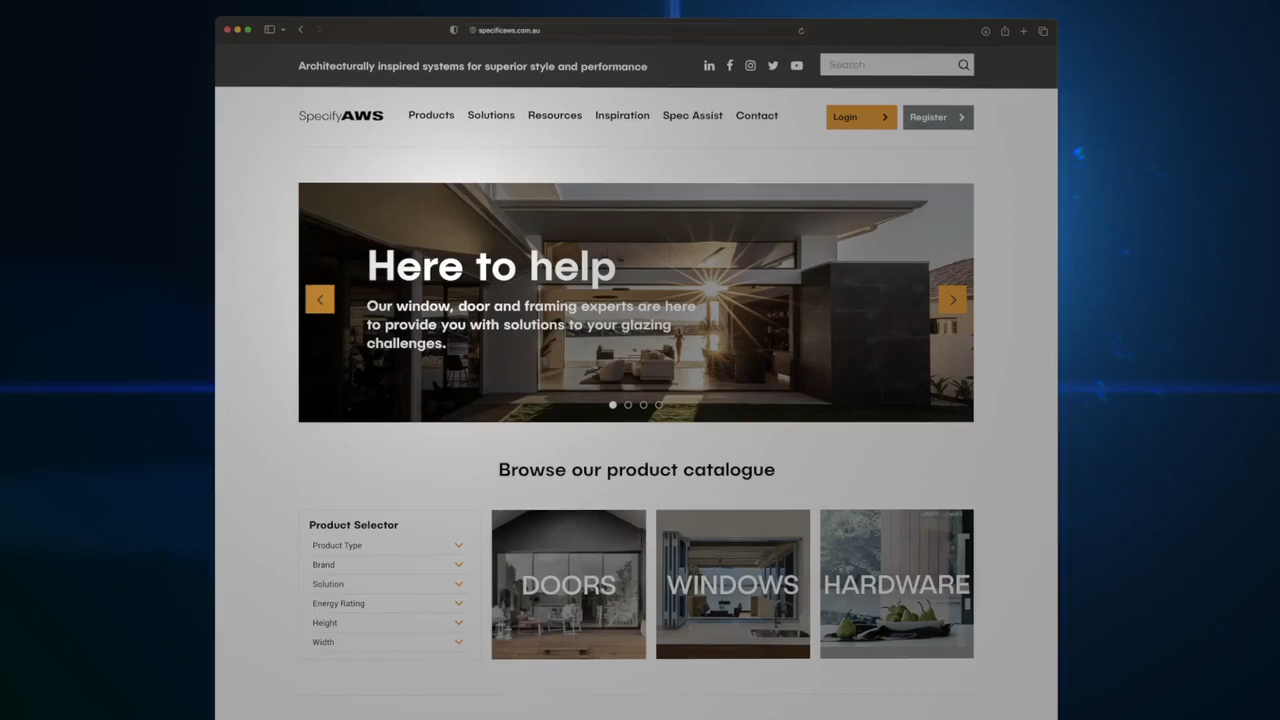 specificaws.com.au
Architecturally inspired systems for superior style and performance
Search
SpecifyAWS
Products
Solutions
Resources
Inspiration
Spec Assist
Contact
Login
Register
Here to help
Our window, door and framing experts are here
to provide you with solutions to your glazing
challenges.
Browse our product catalogue
Product Selector
Product Type
Brand
Solution
Energy Rating
Height
Width
DOORS
WINDOWS
HARDWARE